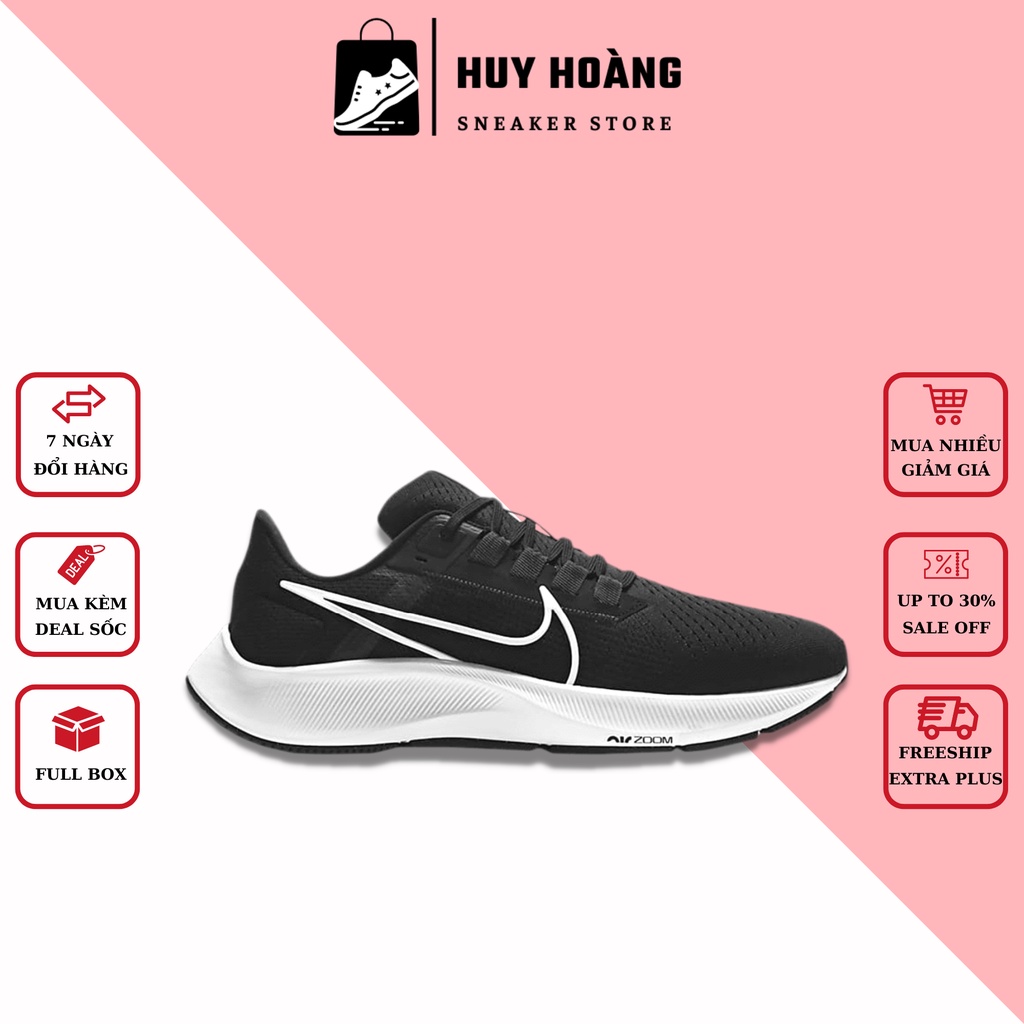 HUY HOÀNG
SNEAKER STORE
7 NGÀY
ĐỔI HÀNG
MUA NHIỀU
GIẢM GIÁ
DEAL
MUA KÈM
DEAL SỐC
%
UP TO 30%
SALE OFF
AIR ZOOM
FULL BOX
FREESHIP
EXTRA PLUS